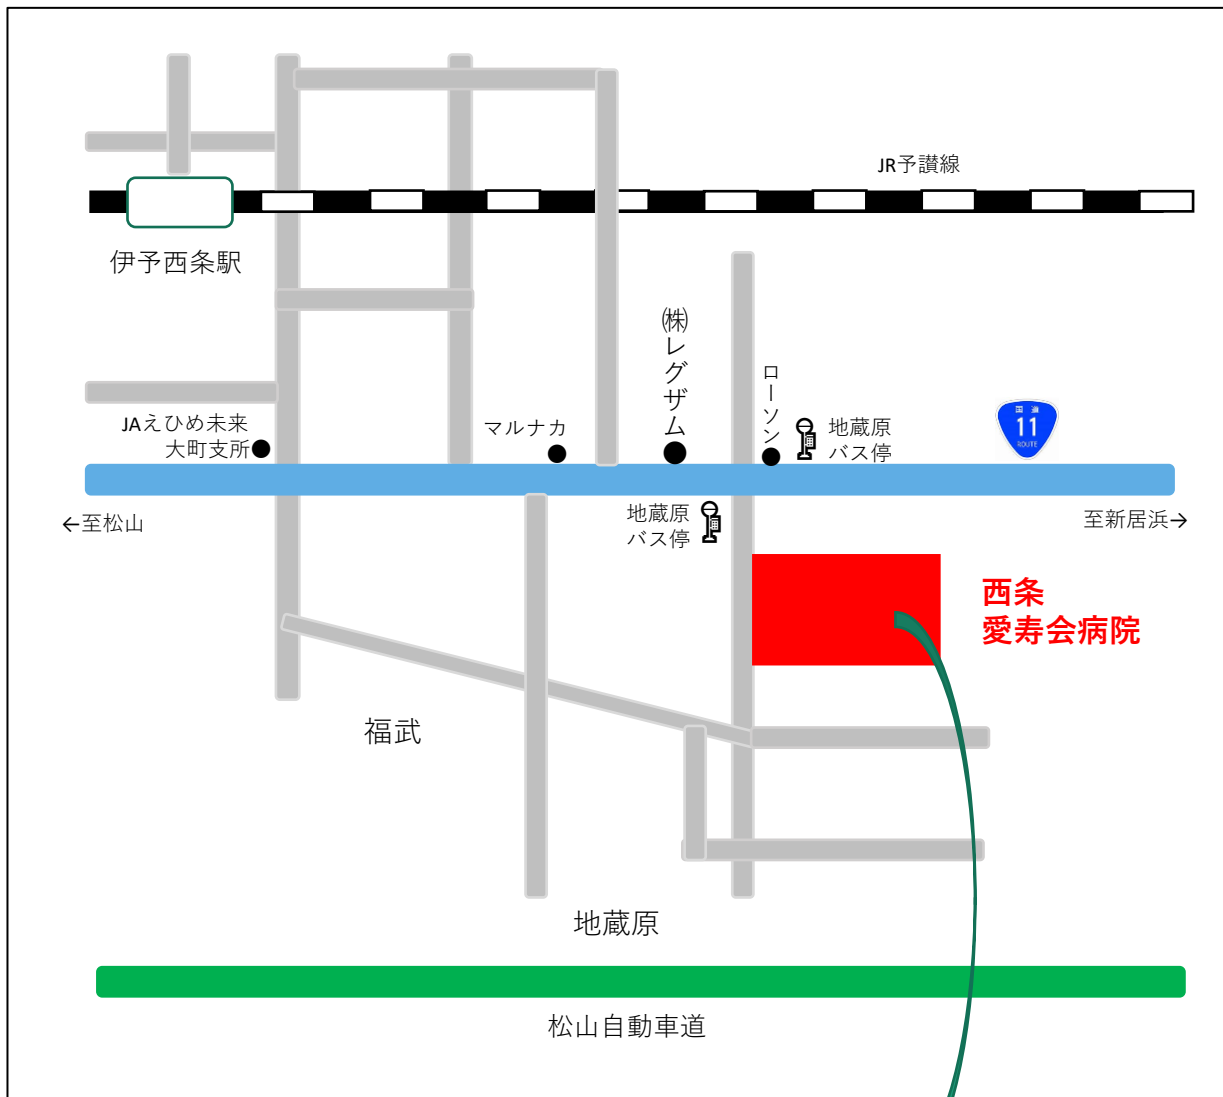 JR予讃線
伊予西条駅
㈱レグザム
ローソン
JAえひめ未来
大町支所
マルナカ
地蔵原
バス停
国道
11
ROUTE
←至松山
地蔵原
バス停
至新居浜→
西条
愛寿会病院
福武
地蔵原
松山自動車道